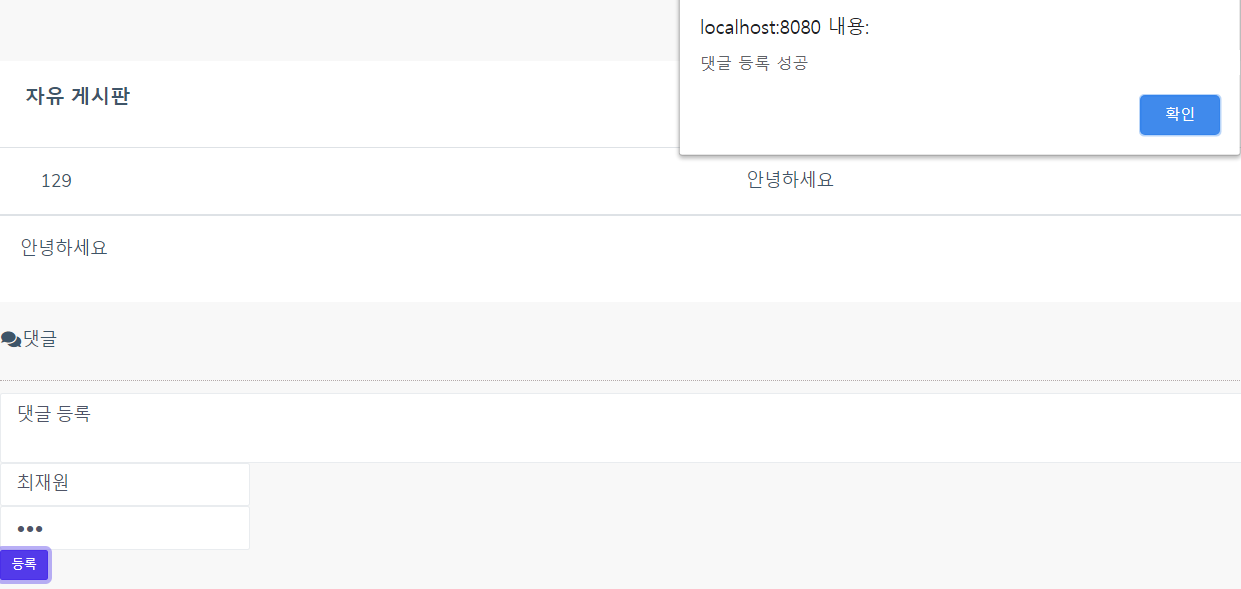 localhost:8080 내용:
댓글 등록 성공
확인
자유 게시판
129 안녕하세요
안녕하세요
댓글
댓글 등록
최재원
•••
등록